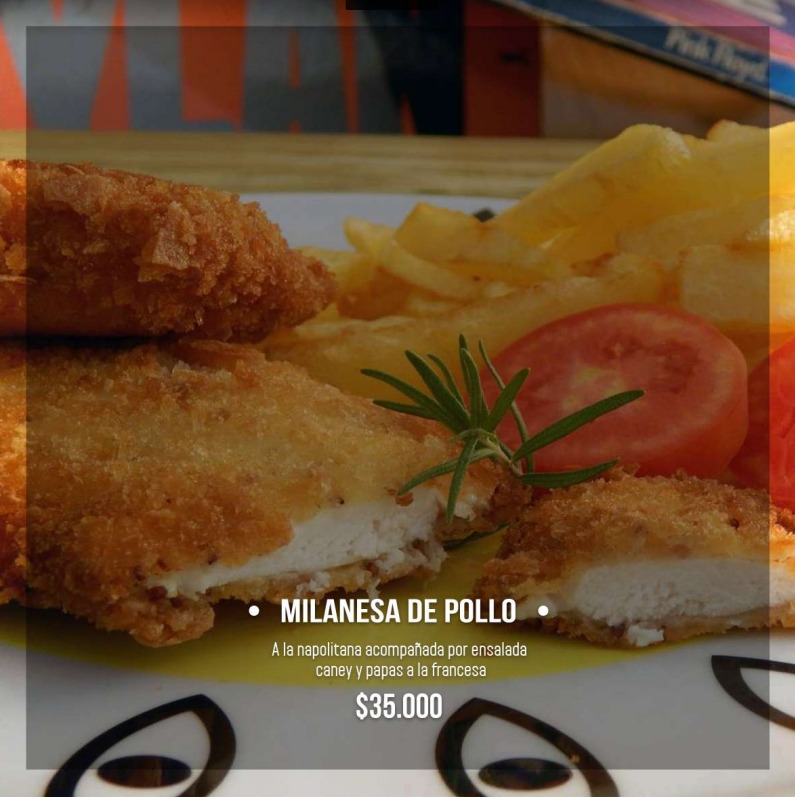 Pink Floyd
• MILANESA DE POLLO •
A la napolitana acompañada por ensalada
caney y papas a la francesa
$35.000